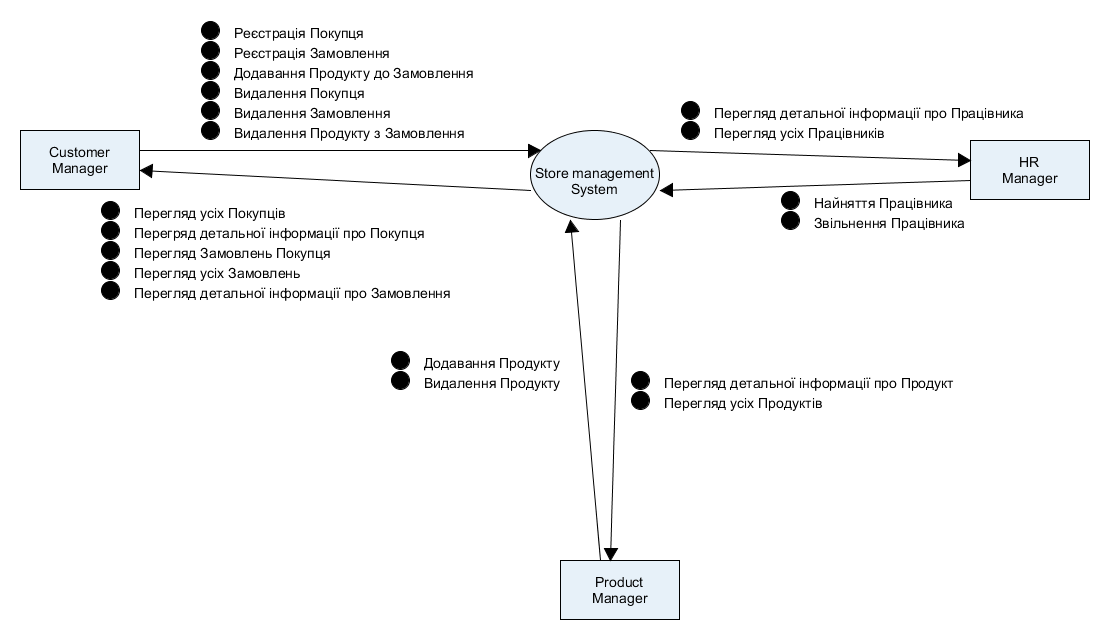 Реєстрація Покупця
Реєстрація Замовлення
Додавання Продукту до Замовлення
Видалення Покупця
Видалення Замовлення
Видалення Продукту з Замовлення
Перегляд детальної інформації про Працівника
Перегляд усіх Працівників
Customer
Manager
Store management
System
HR
Manager
Найняття Працівника
Звільнення Працівника
Перегляд усіх Покупців
Перегряд детальної інформації про Покупця
Перегляд Замовлень Покупця
Перегляд усіх Замовлень
Перегляд детальної інформації про Замовлення
Додавання Продукту
Видалення Продукту
Перегляд детальної інформації про Продукт
Перегляд усіх Продуктів
Product
Manager